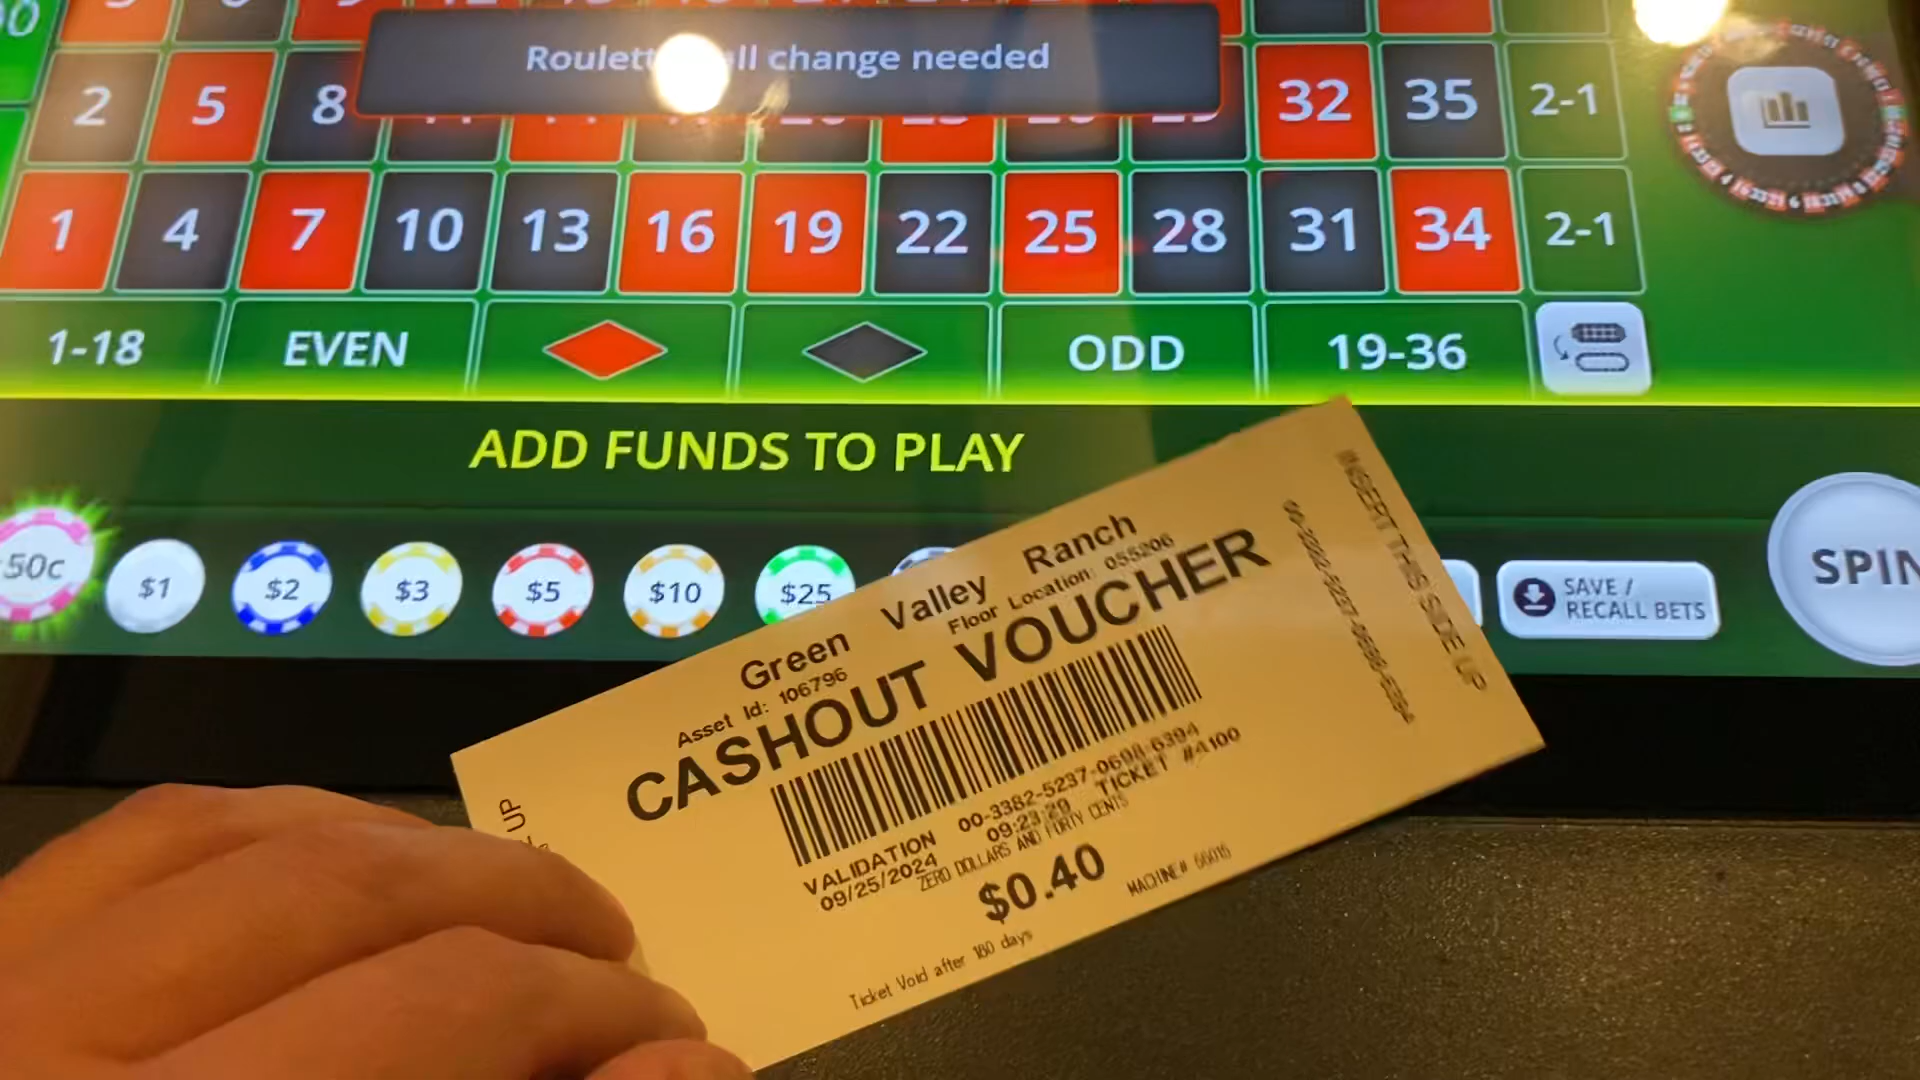 Roulett all change needed
2 5 8 32 35 2-1
1 4 7 10 13 16 19 22 25 28 31 34 2-1
1-18 EVEN ODD 19-36
ADD FUNDS TO PLAY
50c $1 $2 $3 $5 $10 $25
SAVE /
RECALL BETS
SPIN
Green Valley Ranch
Asset Id: 106796 Floor Location: 055206
CASHOUT VOUCHER
VALIDATION 00-3382-5237-0698-6394
09/25/2024 09:23:29 TICKET #4100
ZERO DOLLARS AND FORTY CENTS
$0.40
Ticket Void after 180 days
MACHINE# 66016
INSERT THIS SIDE UP
UP